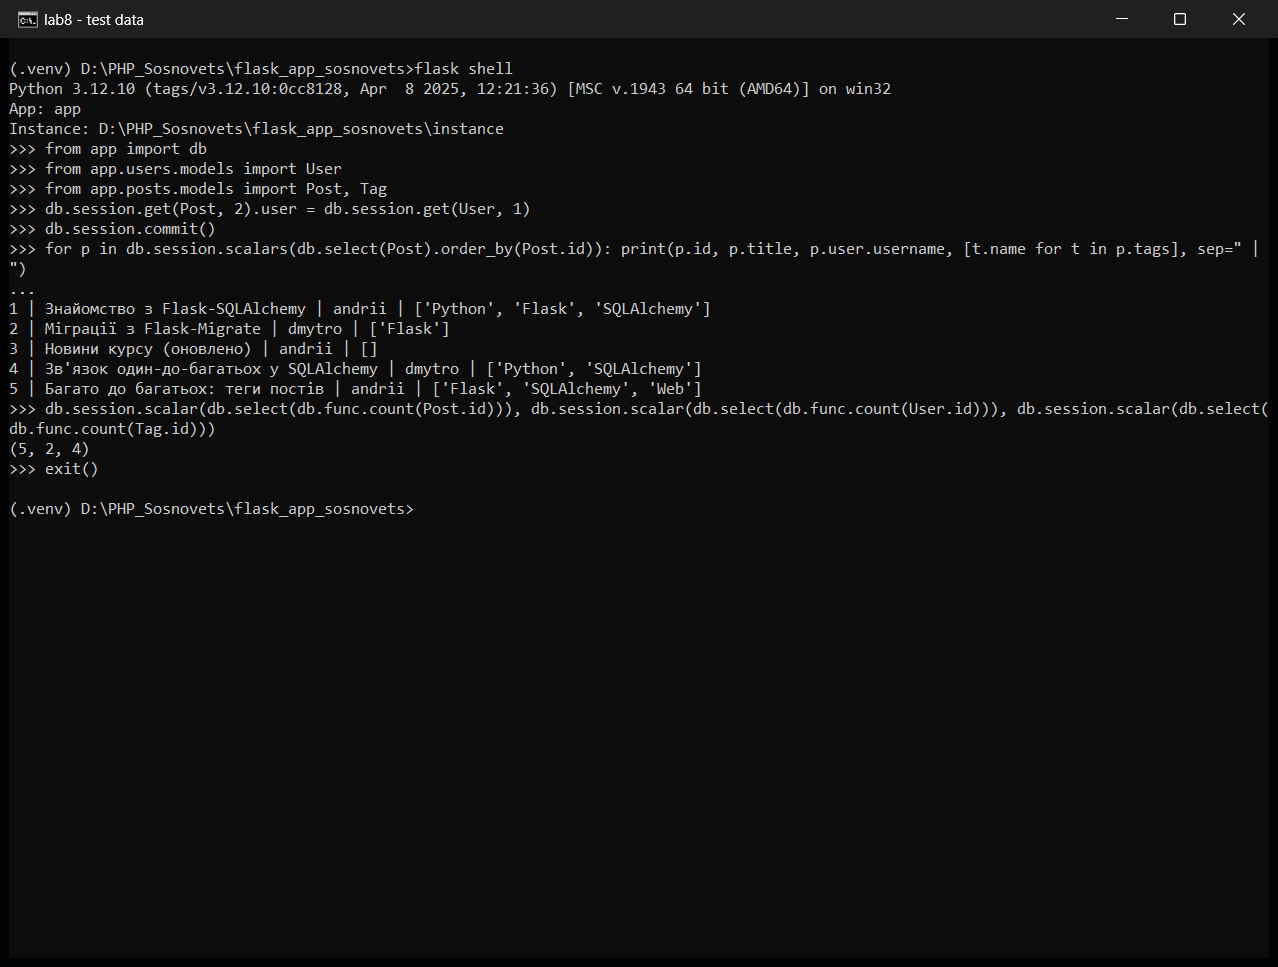 lab8 - test data
(.venv) D:\PHP_Sosnovets\flask_app_sosnovets>flask shell
Python 3.12.10 (tags/v3.12.10:0cc8128, Apr  8 2025, 12:21:36) [MSC v.1943 64 bit (AMD64)] on win32
App: app
Instance: D:\PHP_Sosnovets\flask_app_sosnovets\instance
>>> from app import db
>>> from app.users.models import User
>>> from app.posts.models import Post, Tag
>>> db.session.get(Post, 2).user = db.session.get(User, 1)
>>> db.session.commit()
>>> for p in db.session.scalars(db.select(Post).order_by(Post.id)): print(p.id, p.title, p.user.username, [t.name for t in p.tags], sep=" |
")
...
1 | Знайомство з Flask-SQLAlchemy | andrii | ['Python', 'Flask', 'SQLAlchemy']
2 | Міграції з Flask-Migrate | dmytro | ['Flask']
3 | Новини курсу (оновлено) | andrii | []
4 | Зв'язок один-до-багатьох у SQLAlchemy | dmytro | ['Python', 'SQLAlchemy']
5 | Багато до багатьох: теги постів | andrii | ['Flask', 'SQLAlchemy', 'Web']
>>> db.session.scalar(db.select(db.func.count(Post.id))), db.session.scalar(db.select(db.func.count(User.id))), db.session.scalar(db.select(
db.func.count(Tag.id)))
(5, 2, 4)
>>> exit()
(.venv) D:\PHP_Sosnovets\flask_app_sosnovets>